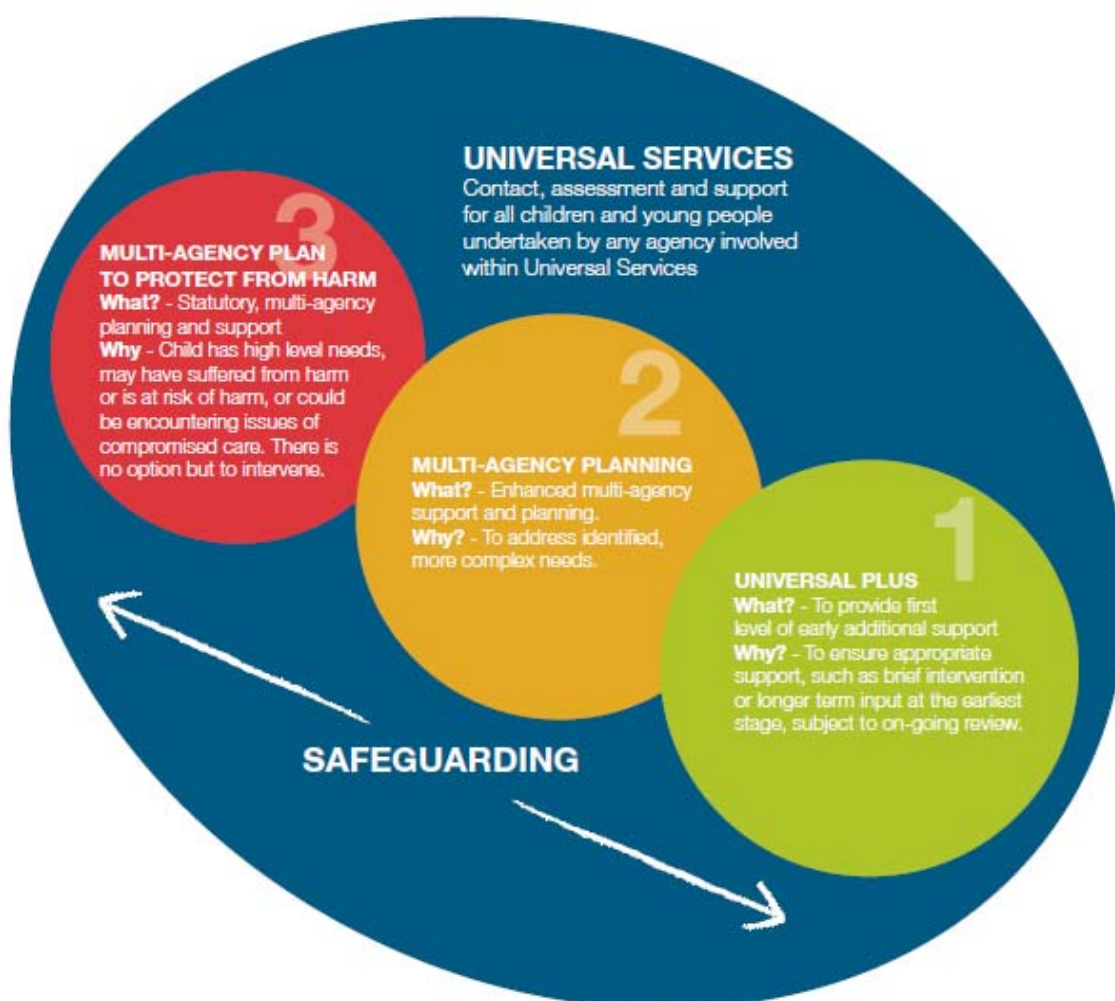 UNIVERSAL SERVICES
Contact, assessment and support
for all children and young people
undertaken by any agency involved
within Universal Services
3
MULTI-AGENCY PLAN
TO PROTECT FROM HARM
What? - Statutory, multi-agency
planning and support
Why - Child has high level needs,
may have suffered from harm
or is at risk of harm, or could
be encountering issues of
compromised care. There is
no option but to intervene.
2
MULTI-AGENCY PLANNING
What? - Enhanced multi-agency
support and planning.
Why? - To address identified,
more complex needs.
1
UNIVERSAL PLUS
What? - To provide first
level of early additional support
Why? - To ensure appropriate
support, such as brief intervention
or longer term input at the earliest
stage, subject to on-going review.
SAFEGUARDING